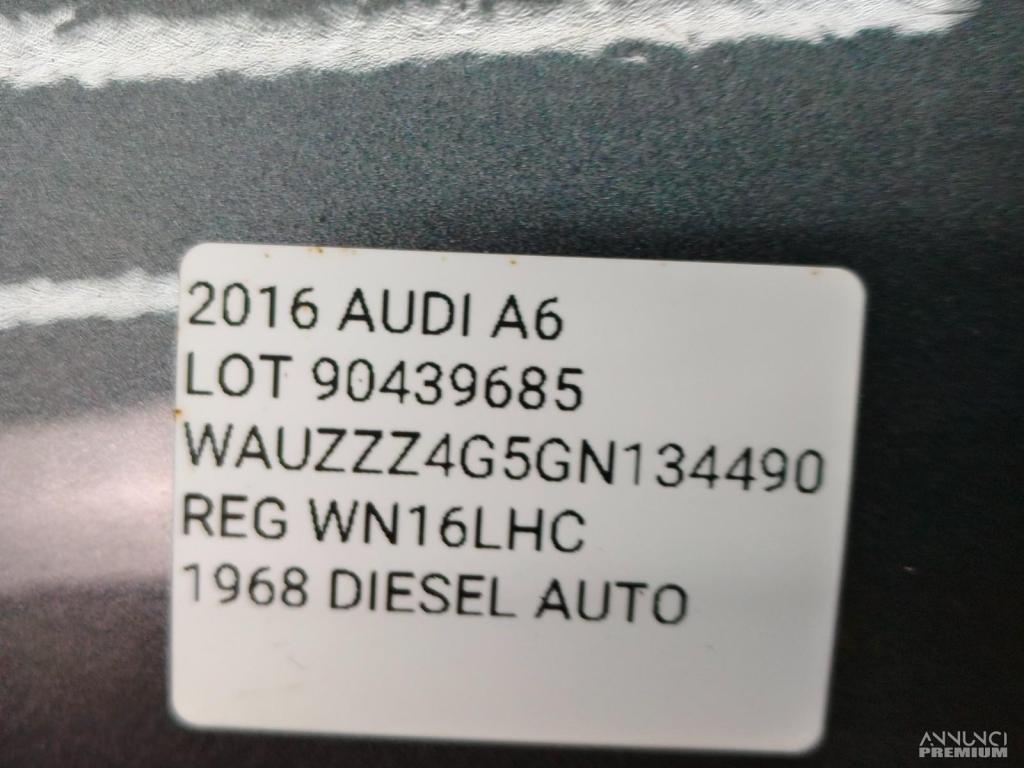 2016 AUDI A6
LOT 90439685
WAUZZZ4G5GN134490
REG WN16LHC
1968 DIESEL AUTO
ANNUNCI
PREMIUM